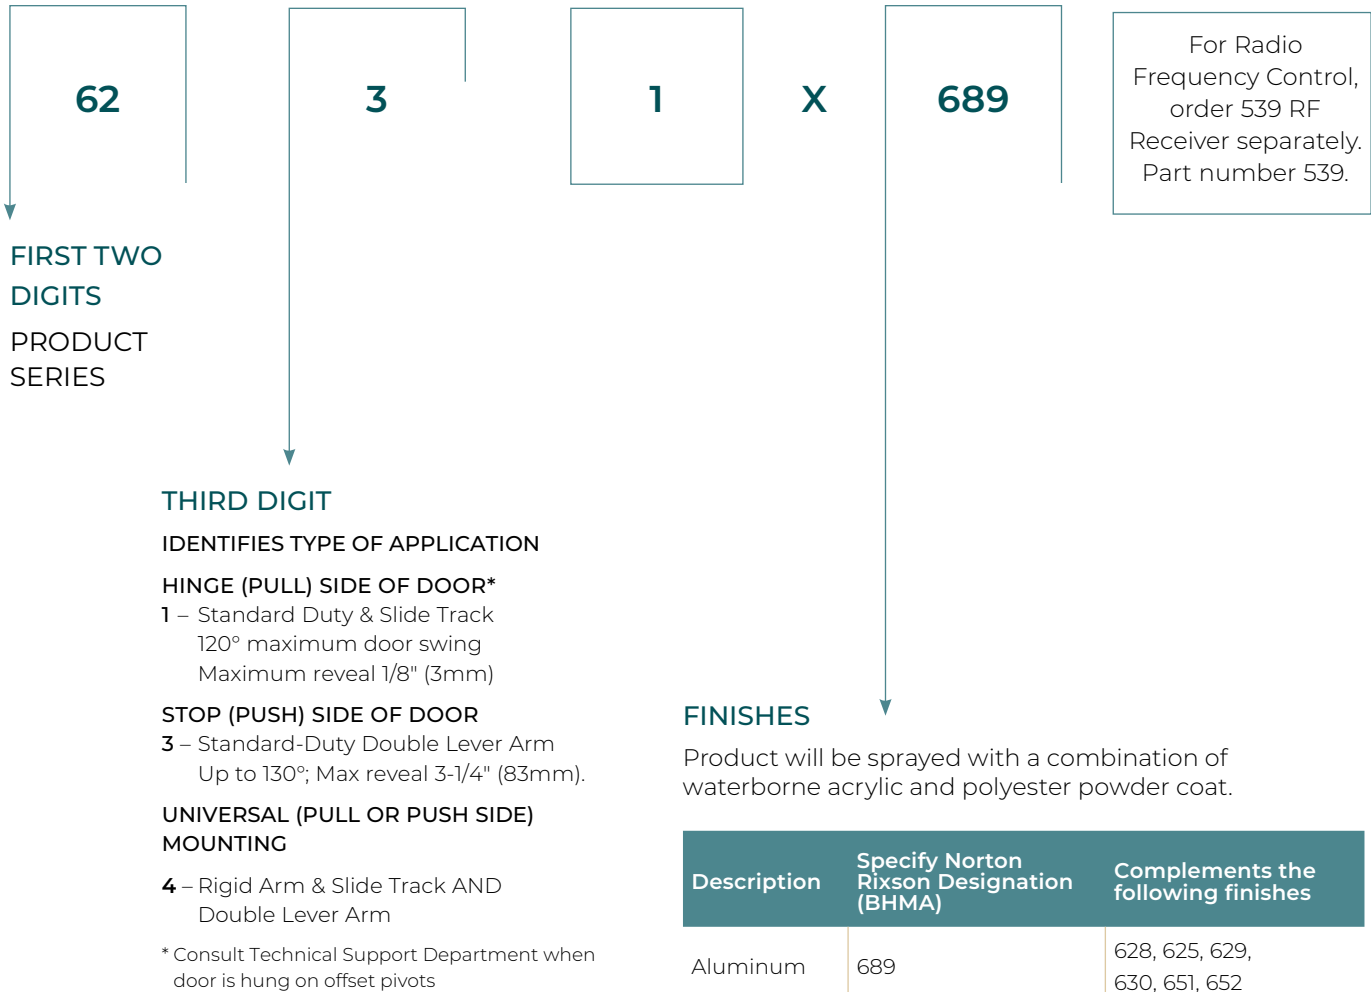 62
3
1
X
689
For Radio
Frequency Control,
order 539 RF
Receiver separately.
Part number 539.
FIRST TWO
DIGITS
PRODUCT
SERIES
THIRD DIGIT
IDENTIFIES TYPE OF APPLICATION
HINGE (PULL) SIDE OF DOOR*
1 – Standard Duty & Slide Track
120° maximum door swing
Maximum reveal 1/8" (3mm)
STOP (PUSH) SIDE OF DOOR
3 – Standard-Duty Double Lever Arm
Up to 130°; Max reveal 3-1/4" (83mm).
UNIVERSAL (PULL OR PUSH SIDE)
MOUNTING
4 – Rigid Arm & Slide Track AND
Double Lever Arm
* Consult Technical Support Department when
door is hung on offset pivots
FINISHES
Product will be sprayed with a combination of
waterborne acrylic and polyester powder coat.
Description
Specify Norton
Rixson Designation
(BHMA)
Complements the
following finishes
Aluminum
689
628, 625, 629,
630, 651, 652